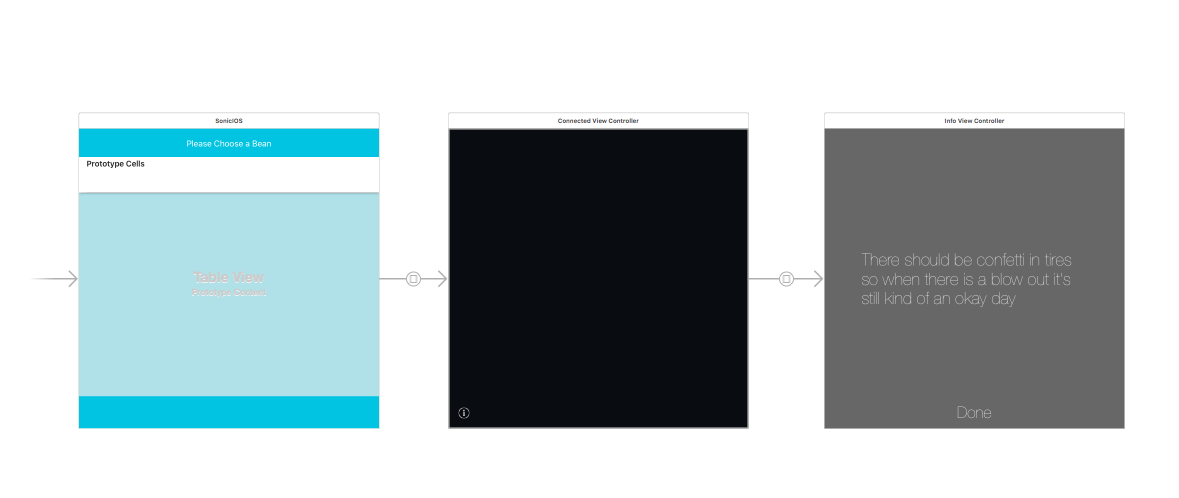 SonicIOS
Please Choose a Bean
Prototype Cells
Table View
Prototype Content
Connected View Controller
Info View Controller
There should be confetti in tires
so when there is a blow out it's
still kind of an okay day
Done